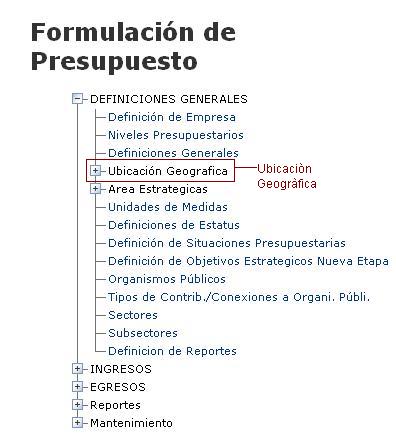 Formulación de
Presupuesto
DEFINICIONES GENERALES
Definición de Empresa
Niveles Presupuestarios
Definiciones Generales
Ubicación Geografica
Ubicaciòn
Geogràfica
Area Estrategicas
Unidades de Medidas
Definiciones de Estatus
Definición de Situaciones Presupuestarias
Definición de Objetivos Estrategicos Nueva Etapa
Organismos Públicos
Tipos de Contrib./Conexiones a Organi. Públi.
Sectores
Subsectores
Definicion de Reportes
INGRESOS
EGRESOS
Reportes
Mantenimiento